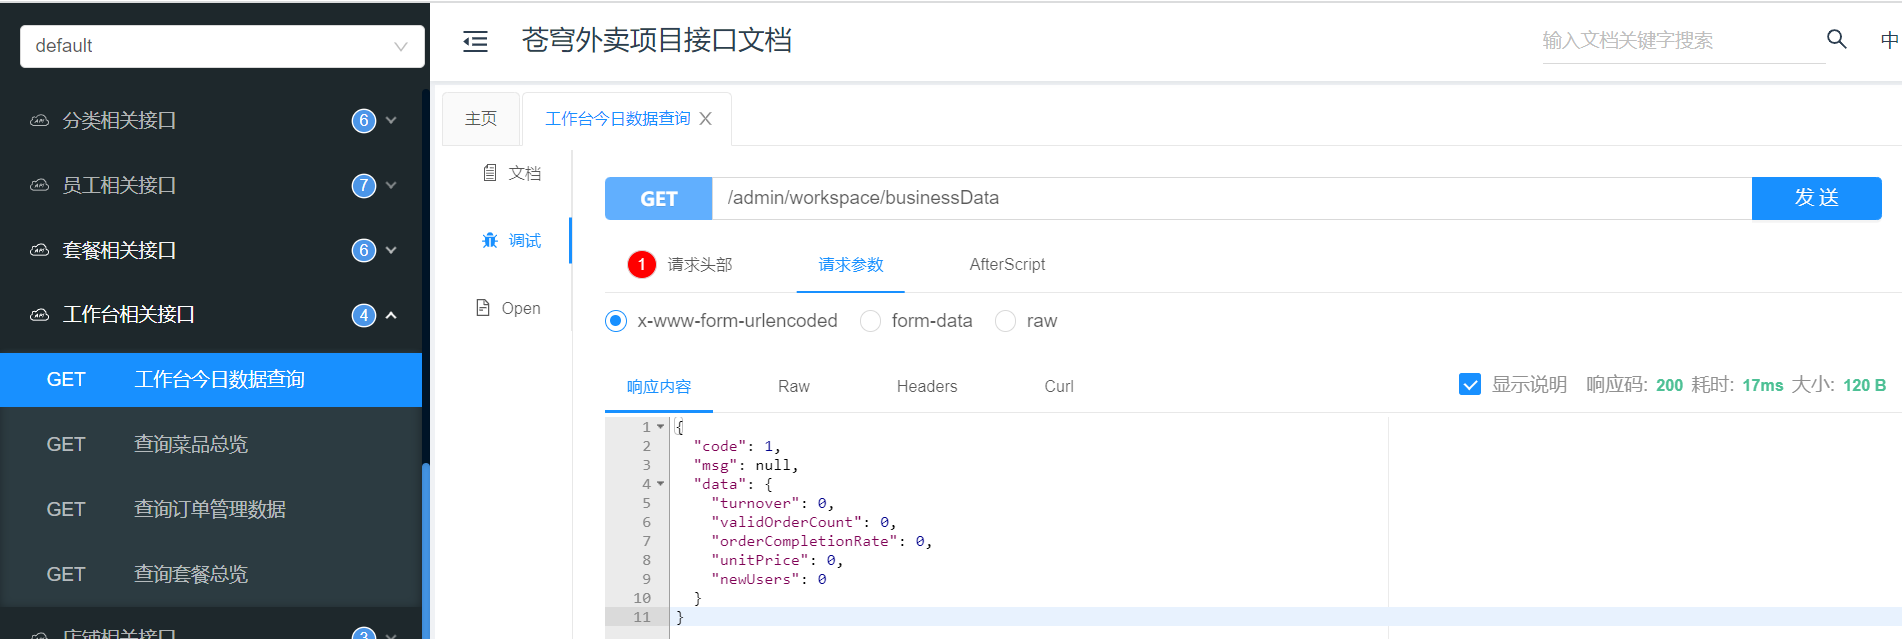 default
苍穹外卖项目接口文档
输入文档关键字搜索
中
分类相关接口 6
员工相关接口 7
套餐相关接口 6
工作台相关接口 4
GET 工作台今日数据查询
GET 查询菜品总览
GET 查询订单管理数据
GET 查询套餐总览
店铺相关接口 3
主页
工作台今日数据查询 X
文档
调试
Open
GET /admin/workspace/businessData 发 送
1 请求头部 请求参数 AfterScript
x-www-form-urlencoded form-data raw
响应内容 Raw Headers Curl
显示说明 响应码: 200 耗时: 17ms 大小: 120 B
1 {
2 "code": 1,
3 "msg": null,
4 "data": {
5 "turnover": 0,
6 "validOrderCount": 0,
7 "orderCompletionRate": 0,
8 "unitPrice": 0,
9 "newUsers": 0
10 }
11 }